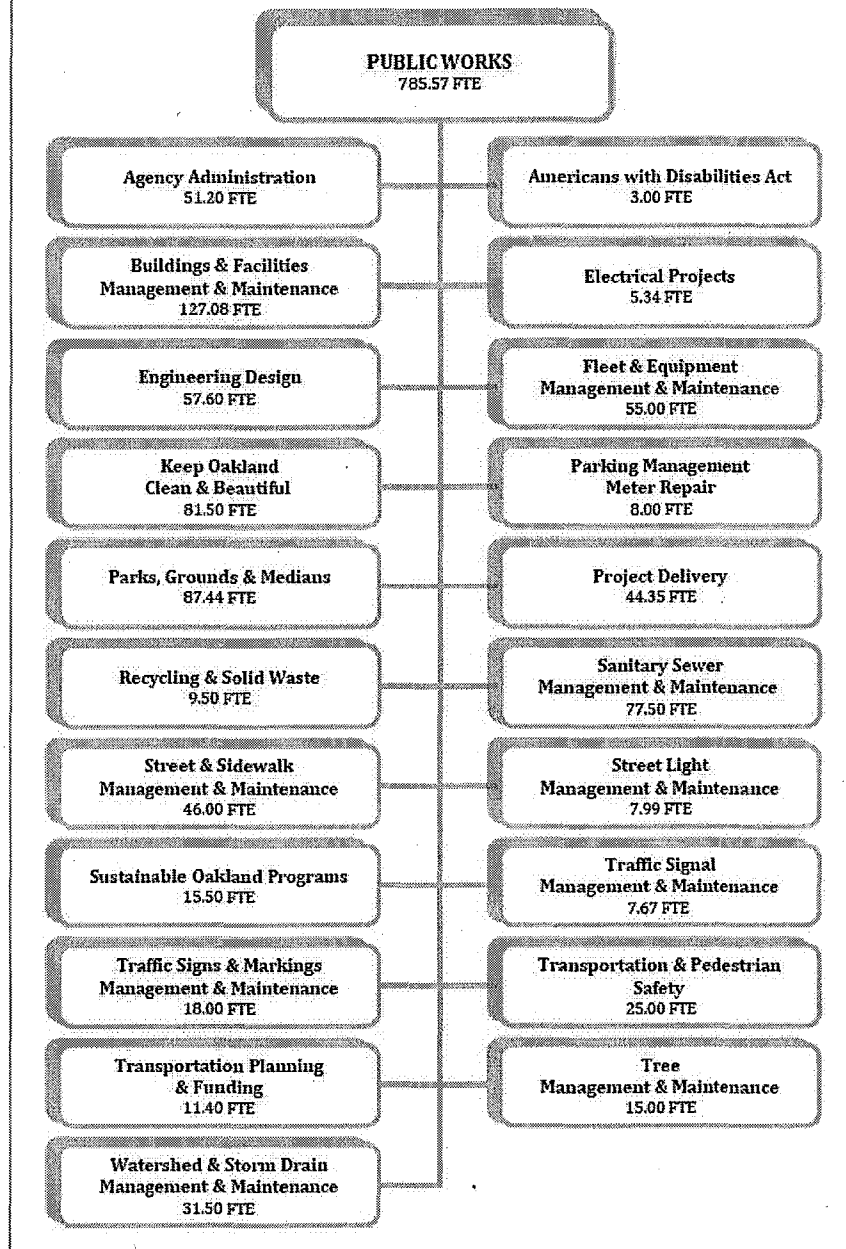 PUBLIC WORKS
785.57 FTE
Agency Administration
51.20 FTE
Americans with Disabilities Act
3.00 FTE
Buildings & Facilities
Management & Maintenance
127.08 FTE
Electrical Projects
5.34 FTE
Engineering Design
57.60 FTE
Fleet & Equipment
Management & Maintenance
55.00 FTE
Keep Oakland
Clean & Beautiful
81.50 FTE
Parking Management
Meter Repair
8.00 FTE
Parks, Grounds & Medians
87.44 FTE
Project Delivery
44.35 FTE
Recycling & Solid Waste
9.50 FTE
Sanitary Sewer
Management & Maintenance
77.50 FTE
Street & Sidewalk
Management & Maintenance
46.00 FTE
Street Light
Management & Maintenance
7.99 FTE
Sustainable Oakland Programs
15.50 FTE
Traffic Signal
Management & Maintenance
7.67 FTE
Traffic Signs & Markings
Management & Maintenance
18.00 FTE
Transportation & Pedestrian
Safety
25.00 FTE
Transportation Planning
& Funding
11.40 FTE
Tree
Management & Maintenance
15.00 FTE
Watershed & Storm Drain
Management & Maintenance
31.50 FTE